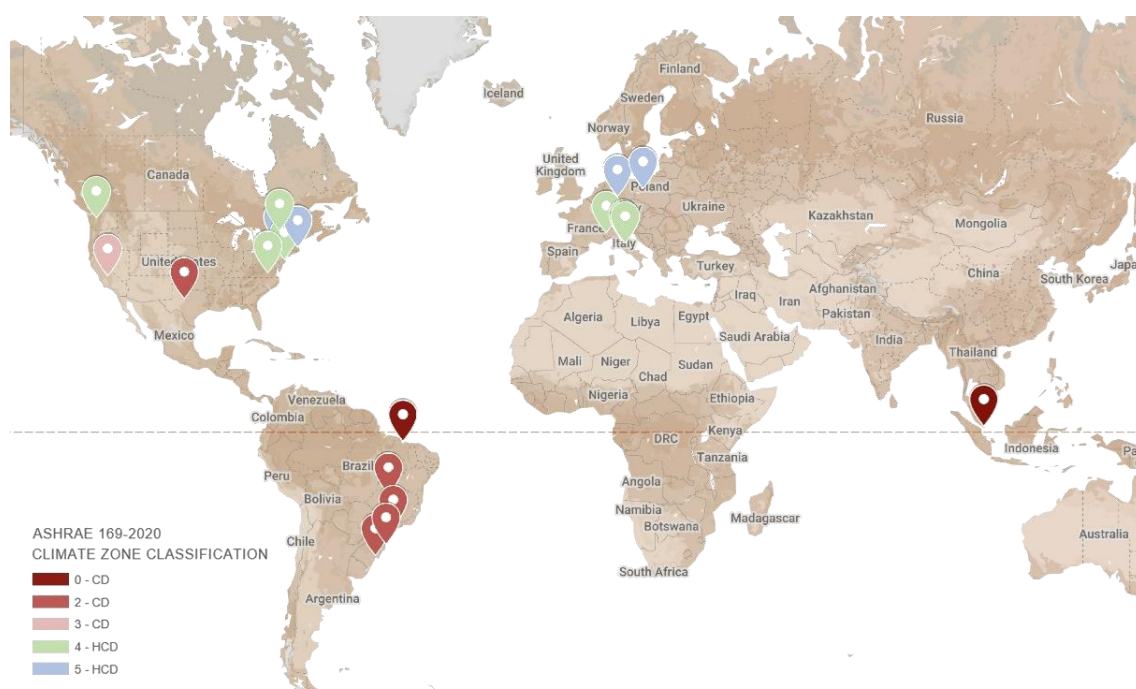 Iceland
Finland
Sweden
Norway
Russia
Canada
United
Kingdom
Poland
Ukraine
France
Kazakhstan
Mongolia
Italy
United States
Spain
Turkey
China
Japa
South Korea
Afghanistan
Iraq
Iran
Pakistan
Algeria
Libya
Egypt
Saudi Arabia
Mexico
India
Mali
Niger
Sudan
Chad
Thailand
Venezuela
Nigeria
Ethiopia
Colombia
DRC
Kenya
Indonesia
Pa
Tanzania
Brazil
Peru
Angola
Bolivia
Namibia
Madagascar
Botswana
Australia
Chile
South Africa
Argentina
ASHRAE 169-2020
CLIMATE ZONE CLASSIFICATION
0 - CD
2 - CD
3 - CD
4 - HCD
5 - HCD